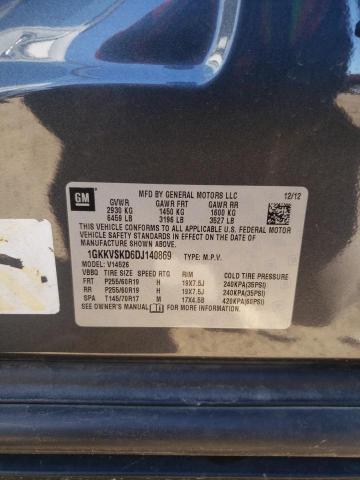 MFD BY GENERAL MOTORS LLC
12/12
GM
GVWR GAWR FRT GAWR RR
2930 KG 1450 KG 1600 KG
6459 LB 3196 LB 3527 LB
THIS VEHICLE CONFORMS TO ALL APPLICABLE U.S. FEDERAL MOTOR
VEHICLE SAFETY STANDARDS IN EFFECT ON THE DATE OF
MANUFACTURE SHOWN ABOVE.
1GKKVSKD6DJ140869 TYPE: M.P.V.
MODEL: V14526
VBBQ TIRE SIZE SPEED RTG RIM COLD TIRE PRESSURE
FRT P255/60R19 H 19X7.5J 240KPA(35PSI)
RR P255/60R19 H 19X7.5J 240KPA(35PSI)
SPA T145/70R17 M 17X4.5B 420KPA(60PSI)
SEE OWNER'S MANUAL FOR MORE INFORMATION.